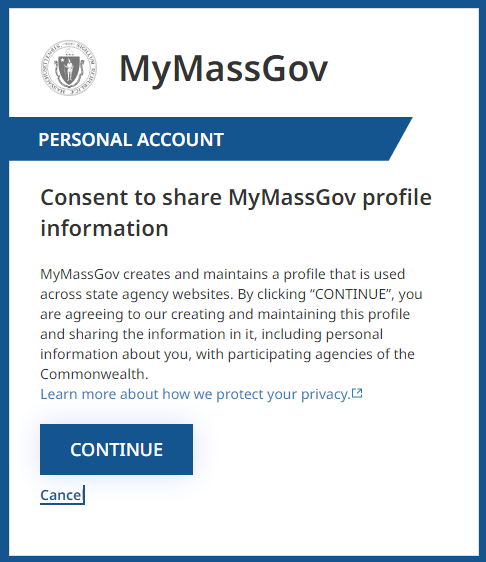 MyMassGov
PERSONAL ACCOUNT
Consent to share MyMassGov profile
information
MyMassGov creates and maintains a profile that is used
across state agency websites. By clicking “CONTINUE”, you
are agreeing to our creating and maintaining this profile
and sharing the information in it, including personal
information about you, with participating agencies of the
Commonwealth.
Learn more about how we protect your privacy.
CONTINUE
Cancel